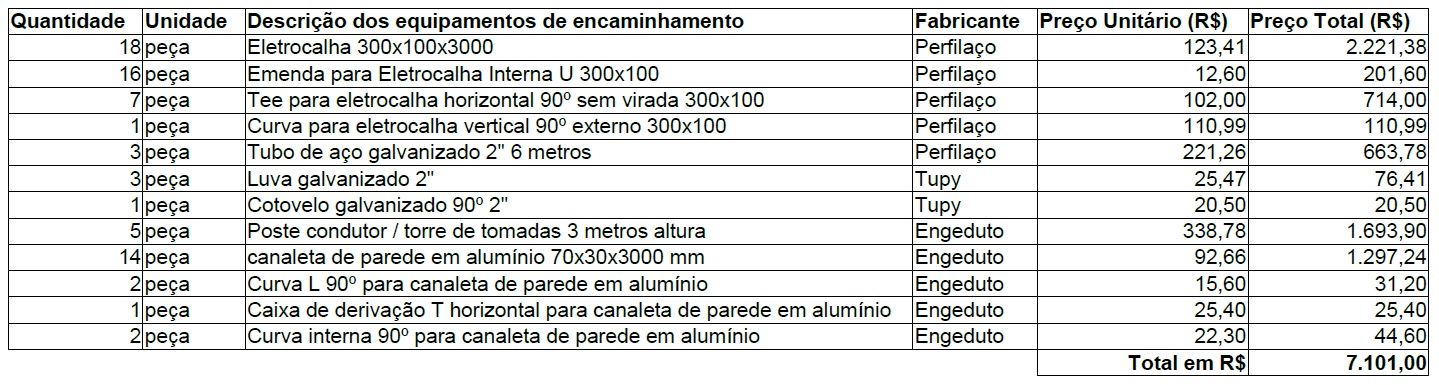 Quantidade Unidade Descrição dos equipamentos de encaminhamento Fabricante Preço Unitário (R$) Preço Total (R$)
18 peça Eletrocalha 300x100x3000 Perfilaço 123,41 2.221,38
16 peça Emenda para Eletrocalha Interna U 300x100 Perfilaço 12,60 201,60
7 peça Tee para eletrocalha horizontal 90º sem virada 300x100 Perfilaço 102,00 714,00
1 peça Curva para eletrocalha vertical 90º externo 300x100 Perfilaço 110,99 110,99
3 peça Tubo de aço galvanizado 2" 6 metros Perfilaço 221,26 663,78
3 peça Luva galvanizado 2" Tupy 25,47 76,41
1 peça Cotovelo galvanizado 90º 2" Tupy 20,50 20,50
5 peça Poste condutor / torre de tomadas 3 metros altura Engeduto 338,78 1.693,90
14 peça canaleta de parede em alumínio 70x30x3000 mm Engeduto 92,66 1.297,24
2 peça Curva L 90º para canaleta de parede em alumínio Engeduto 15,60 31,20
1 peça Caixa de derivação T horizontal para canaleta de parede em alumínio Engeduto 25,40 25,40
2 peça Curva interna 90º para canaleta de parede em alumínio Engeduto 22,30 44,60
Total em R$ 7.101,00